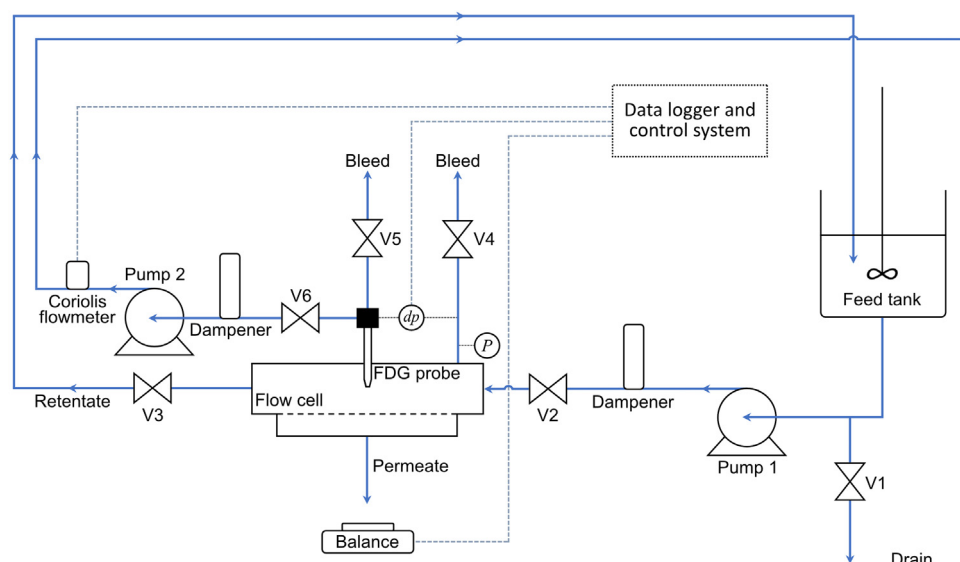 Data logger and
control system
Bleed
Bleed
V5
V4
Pump 2
V6
Coriolis
flowmeter
Dampener
dp
P
Feed tank
FDG probe
Flow cell
Retentate
V3
V2
Dampener
Permeate
Pump 1
V1
Balance
Drain